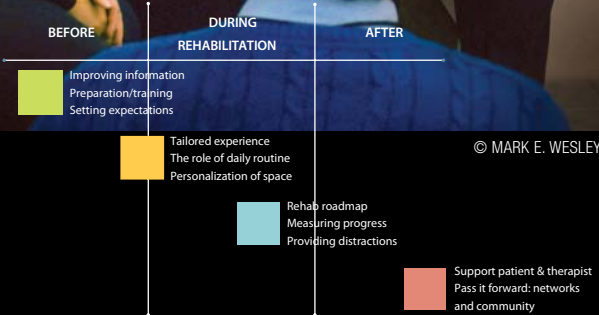 BEFORE
DURING
REHABILITATION
AFTER
Improving information
Preparation/training
Setting expectations
Tailored experience
The role of daily routine
Personalization of space
© MARK E. WESLEY
Rehab roadmap
Measuring progress
Providing distractions
Support patient & therapist
Pass it forward: networks
and community